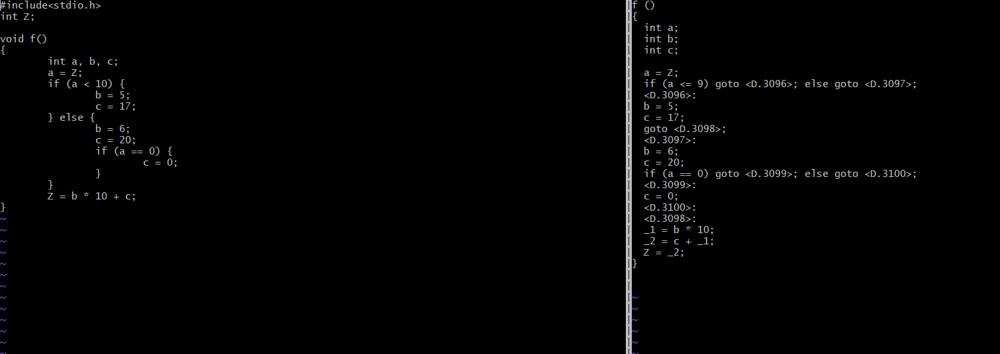 #include<stdio.h>
int Z;
void f()
{
int a, b, c;
a = Z;
if (a < 10) {
b = 5;
c = 17;
} else {
b = 6;
c = 20;
if (a == 0) {
c = 0;
}
}
Z = b * 10 + c;
}
~
~
~
~
~
~
~
~
~
~
~
~
~
f ()
{
int a;
int b;
int c;
a = Z;
if (a <= 9) goto <D.3096>; else goto <D.3097>;
<D.3096>:
b = 5;
c = 17;
goto <D.3098>;
<D.3097>:
b = 6;
c = 20;
if (a == 0) goto <D.3099>; else goto <D.3100>;
<D.3099>:
c = 0;
<D.3100>:
<D.3098>:
_1 = b * 10;
_2 = c + _1;
Z = _2;
}
~
~
~
~
~
~